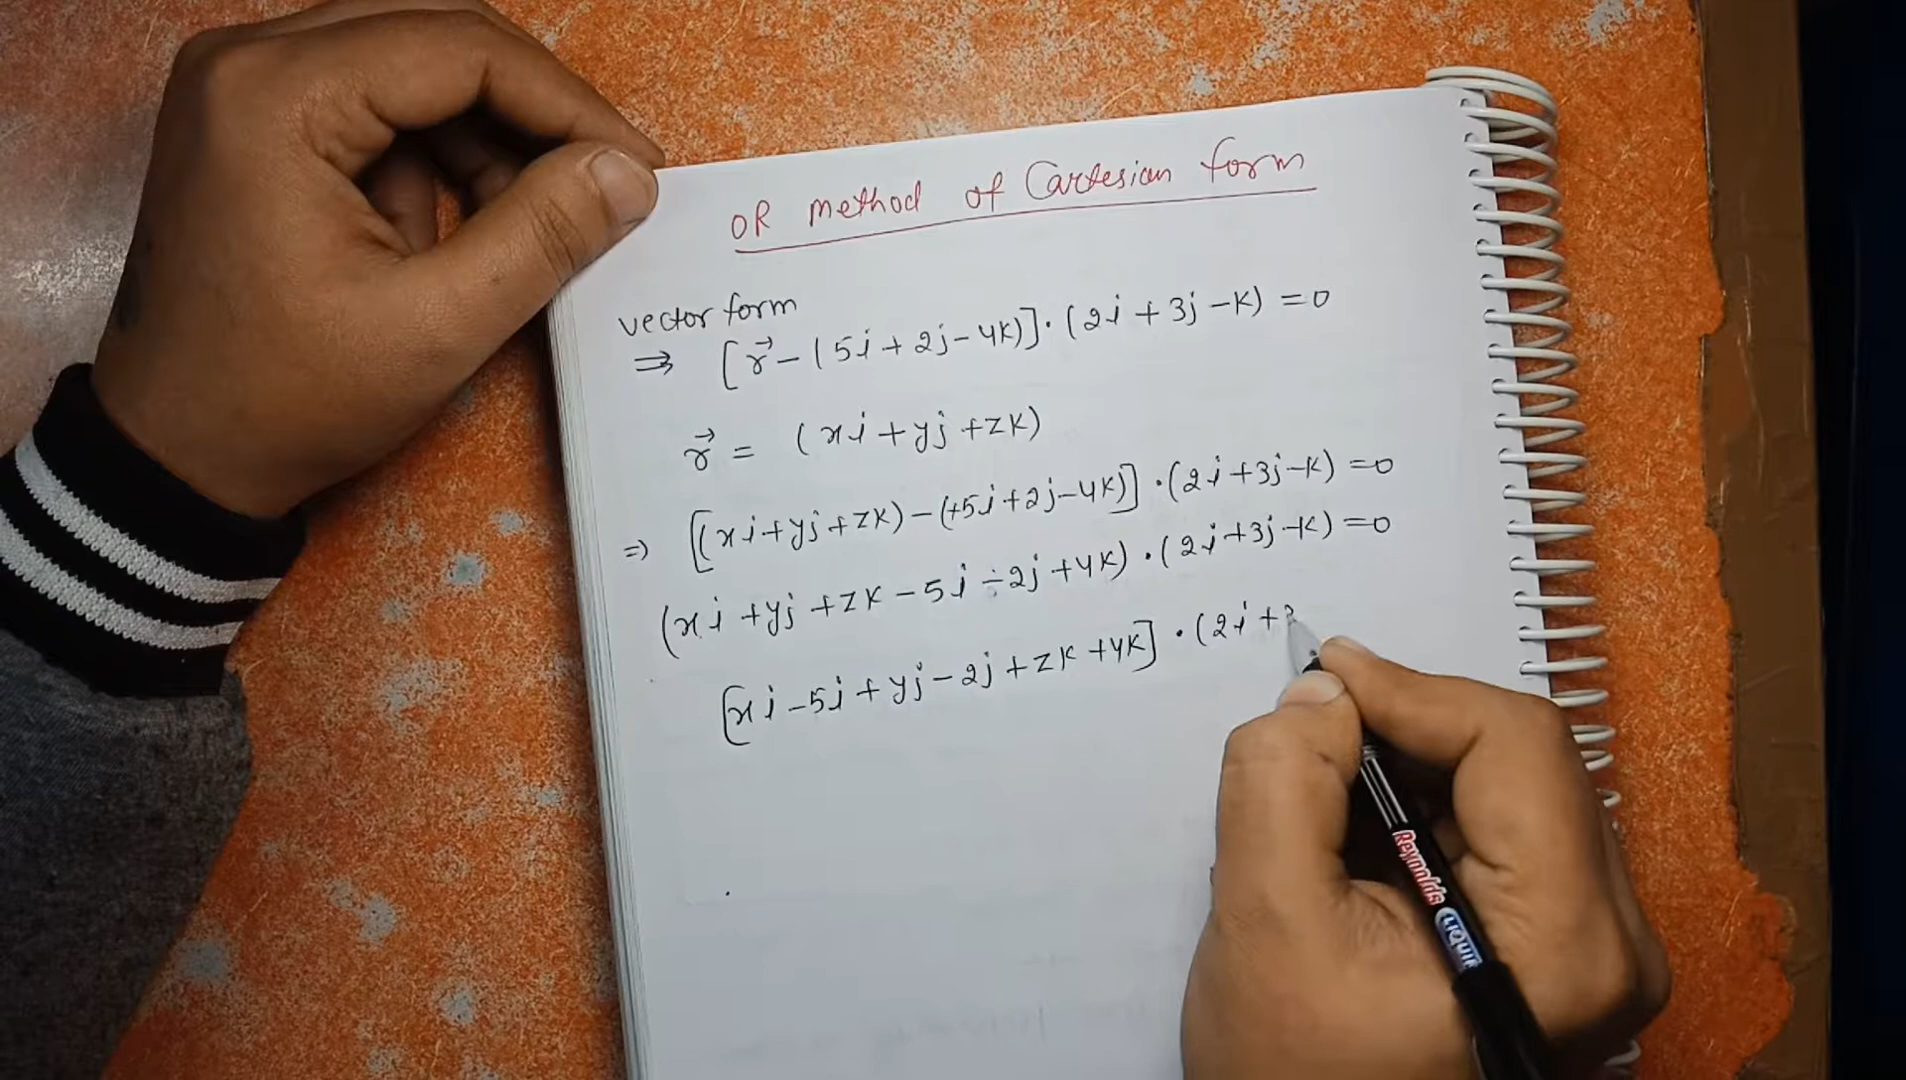 OR method of Cartesian form
vector form
⇒ [r⃗ − (5i + 2j − 4k)] · (2i + 3j − k) = 0
r⃗ = (xi + yj + zk)
⇒ [(xi + yj + zk) − (+5i + 2j − 4k)] · (2i + 3j − k) = 0
(xi + yj + zk − 5i − 2j + 4k) · (2i + 3j − k) = 0
[xi − 5i + yj − 2j + zk + 4k] · (2i + 3
Reynolds